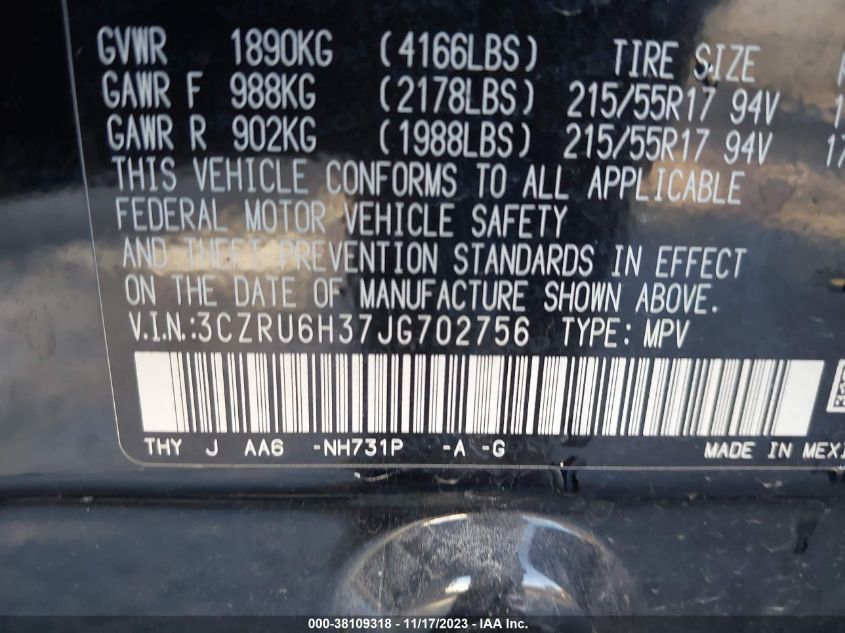 GVWR 1890KG (4166LBS) TIRE SIZE
GAWR F 988KG (2178LBS) 215/55R17 94V
GAWR R 902KG (1988LBS) 215/55R17 94V 17
THIS VEHICLE CONFORMS TO ALL APPLICABLE
FEDERAL MOTOR VEHICLE SAFETY
AND THEFT PREVENTION STANDARDS IN EFFECT
ON THE DATE OF MANUFACTURE SHOWN ABOVE.
V.I.N.:3CZRU6H37JG702756 TYPE: MPV
THY J AA6 -NH731P -A -G MADE IN MEXI
000-38109318 - 11/17/2023 - IAA Inc.